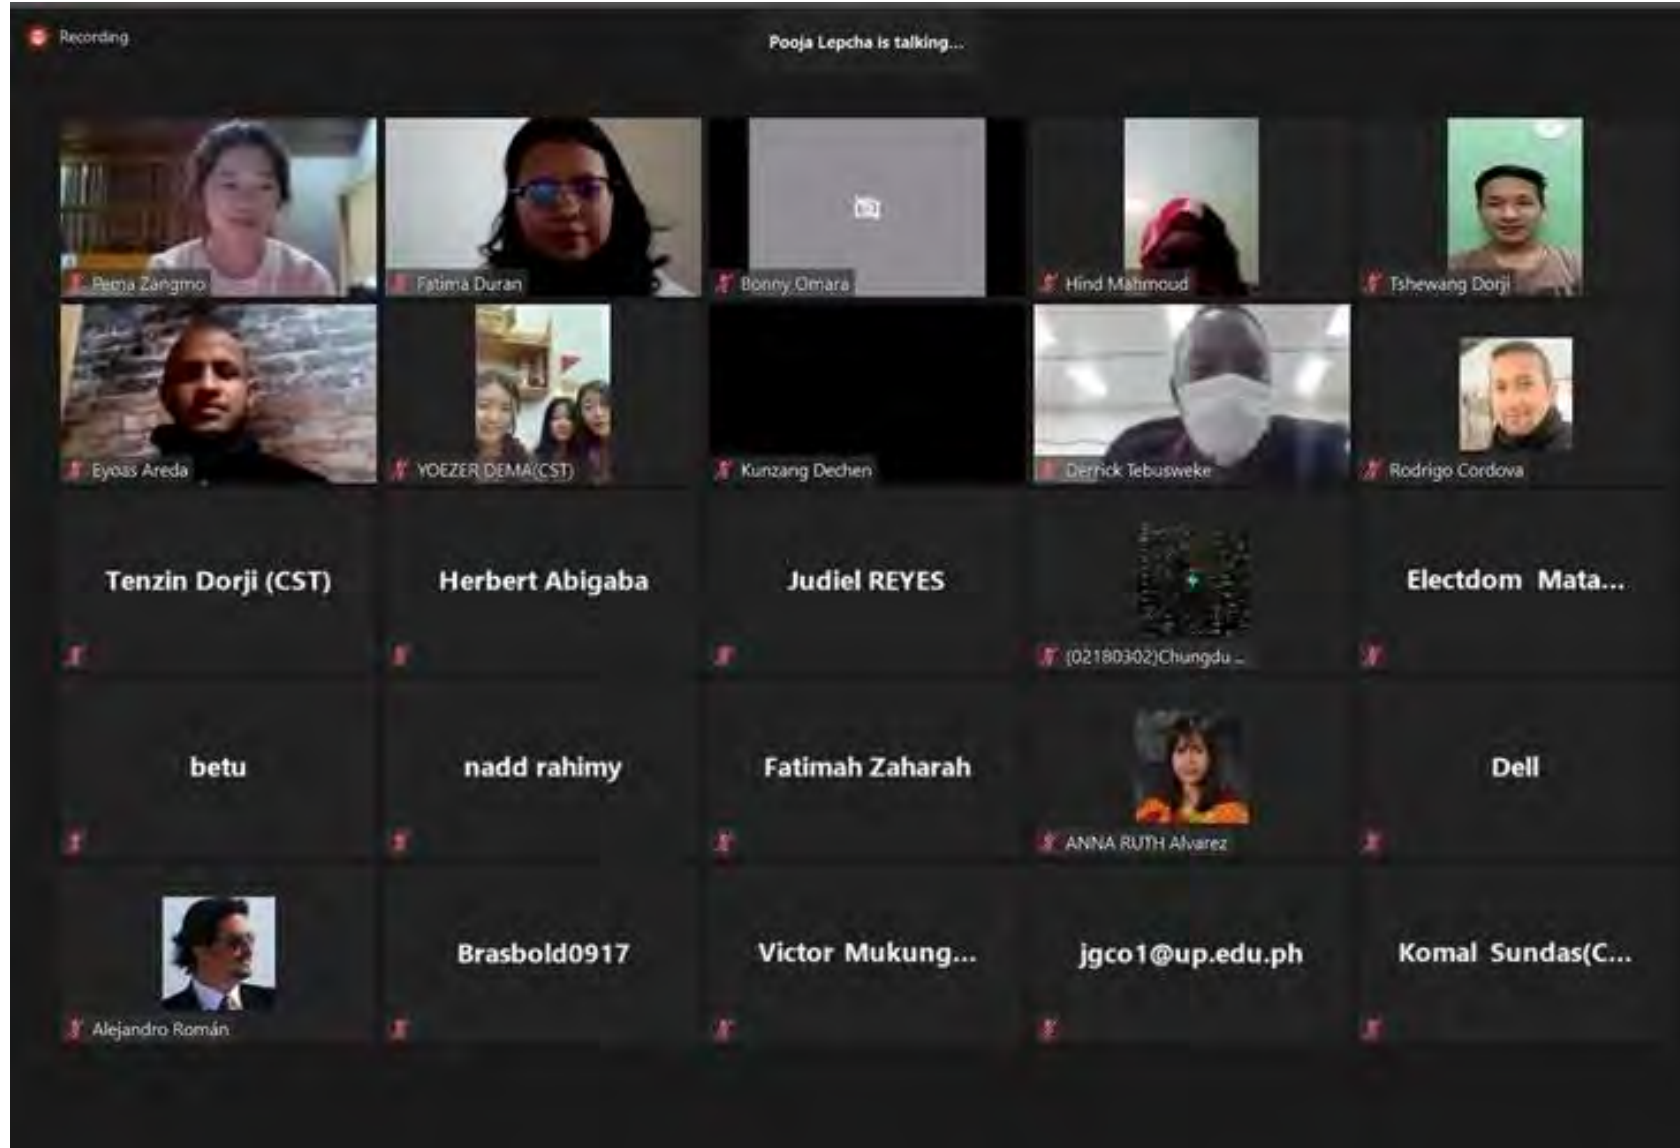 Recording
Pooja Lepcha is talking...
Pema Zangmo
Fatima Duran
Bonny Omara
Hind Mahmoud
Tshewang Dorji
Eyoas Areda
YOEZER DEMA(CST)
Kunzang Dechen
Derrick Tebusweke
Rodrigo Cordova
Tenzin Dorji (CST)
Herbert Abigaba
Judiel REYES
(02180302)Chungdu ...
Electdom Mata...
betu
nadd rahimy
Fatimah Zaharah
ANNA RUTH Alvarez
Dell
Alejandro Román
Brasbold0917
Victor Mukung...
jgco1@up.edu.ph
Komal Sundas(C...